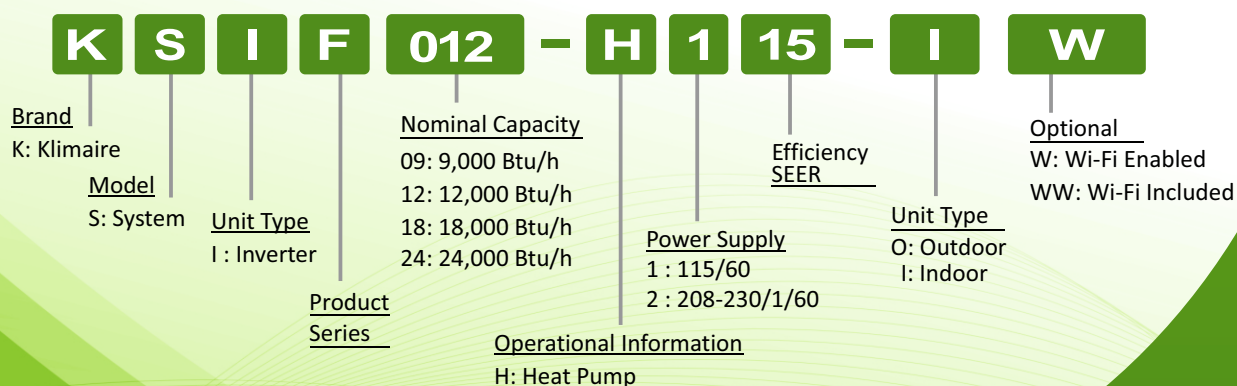 K S I F 012 - H 1 15 - I W
Brand
K: Klimaire
Model
S: System
Unit Type
I : Inverter
Product
Series
Nominal Capacity
09: 9,000 Btu/h
12: 12,000 Btu/h
18: 18,000 Btu/h
24: 24,000 Btu/h
Operational Information
H: Heat Pump
Power Supply
1 : 115/60
2 : 208-230/1/60
Efficiency
SEER
Unit Type
O: Outdoor
I: Indoor
Optional
W: Wi-Fi Enabled
WW: Wi-Fi Included